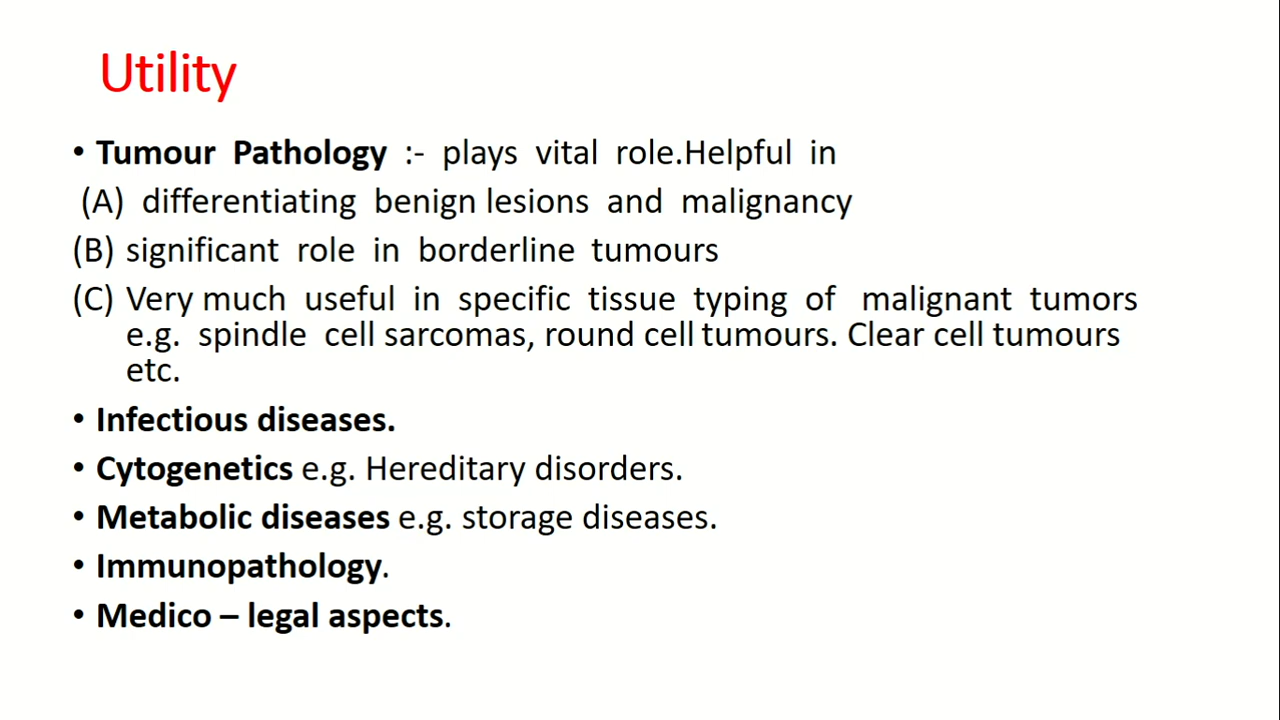 Utility
• Tumour Pathology :- plays vital role.Helpful in
(A) differentiating benign lesions and malignancy
(B) significant role in borderline tumours
(C) Very much useful in specific tissue typing of malignant tumors
e.g. spindle cell sarcomas, round cell tumours. Clear cell tumours
etc.
• Infectious diseases.
• Cytogenetics e.g. Hereditary disorders.
• Metabolic diseases e.g. storage diseases.
• Immunopathology.
• Medico – legal aspects.